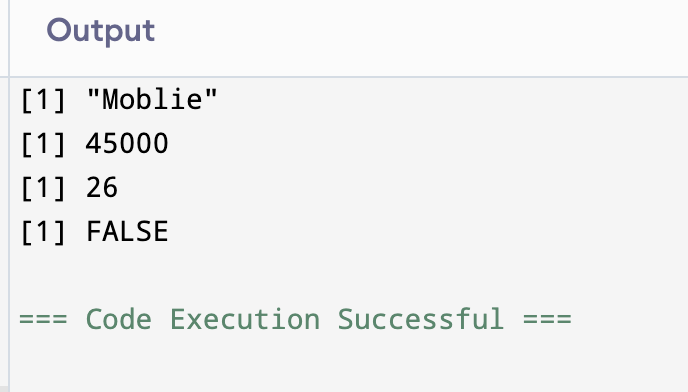 Output
[1] "Moblie"
[1] 45000
[1] 26
[1] FALSE
=== Code Execution Successful ===